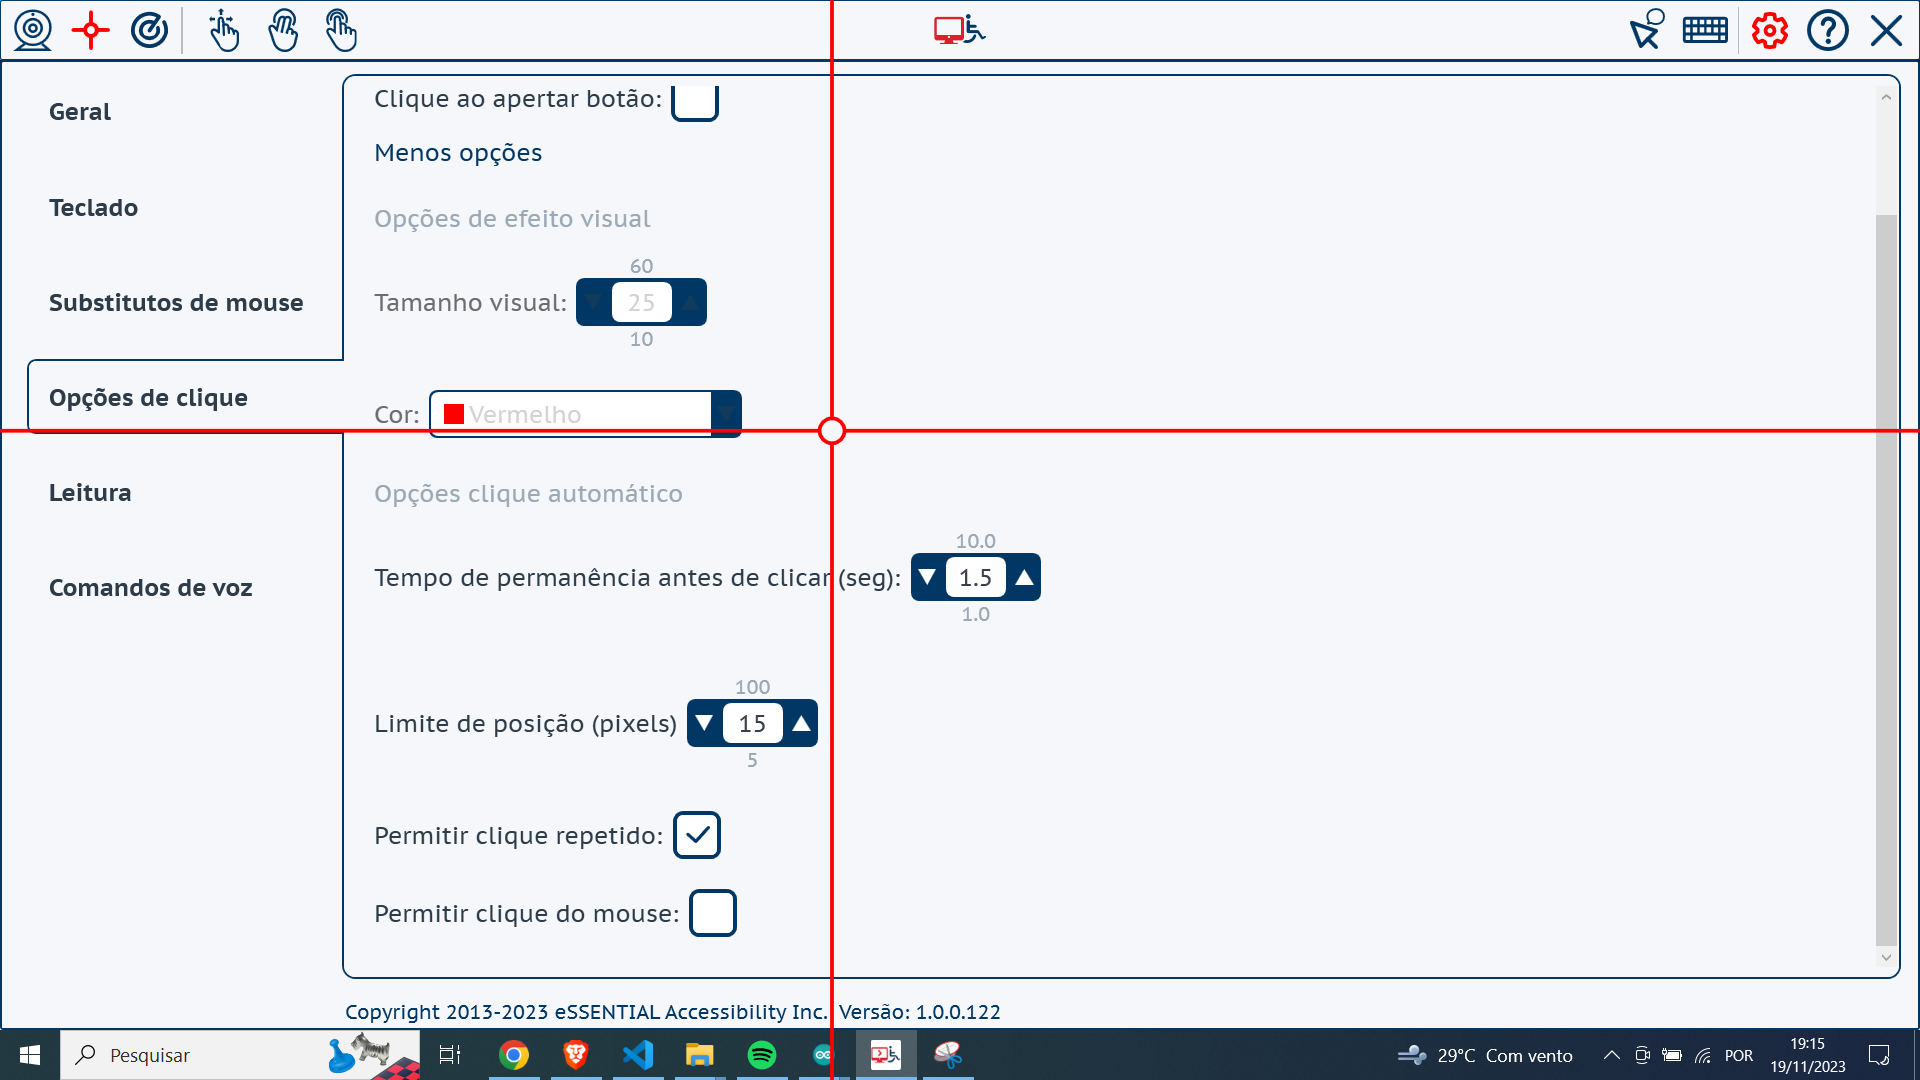 Geral
Teclado
Substitutos de mouse
Opções de clique
Leitura
Comandos de voz
Clique ao apertar botão:
Menos opções
Opções de efeito visual
60
Tamanho visual: 25
10
Cor: Vermelho
Opções clique automático
10.0
Tempo de permanência antes de clicar (seg): 1.5
1.0
100
Limite de posição (pixels) 15
5
Permitir clique repetido:
Permitir clique do mouse:
Copyright 2013-2023 eSSENTIAL Accessibility Inc. Versão: 1.0.0.122
Pesquisar
29°C Com vento
POR
19:15
19/11/2023